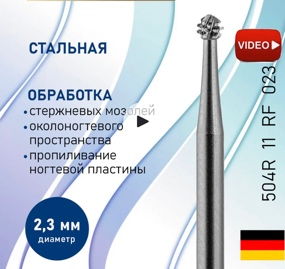 СТАЛЬНАЯ
VIDEO
ОБРАБОТКА
• стержневых мозолей
• околоногтевого
пространства
• пропиливание
ногтевой пластины
2,3 мм
диаметр
504R 11 RF 023